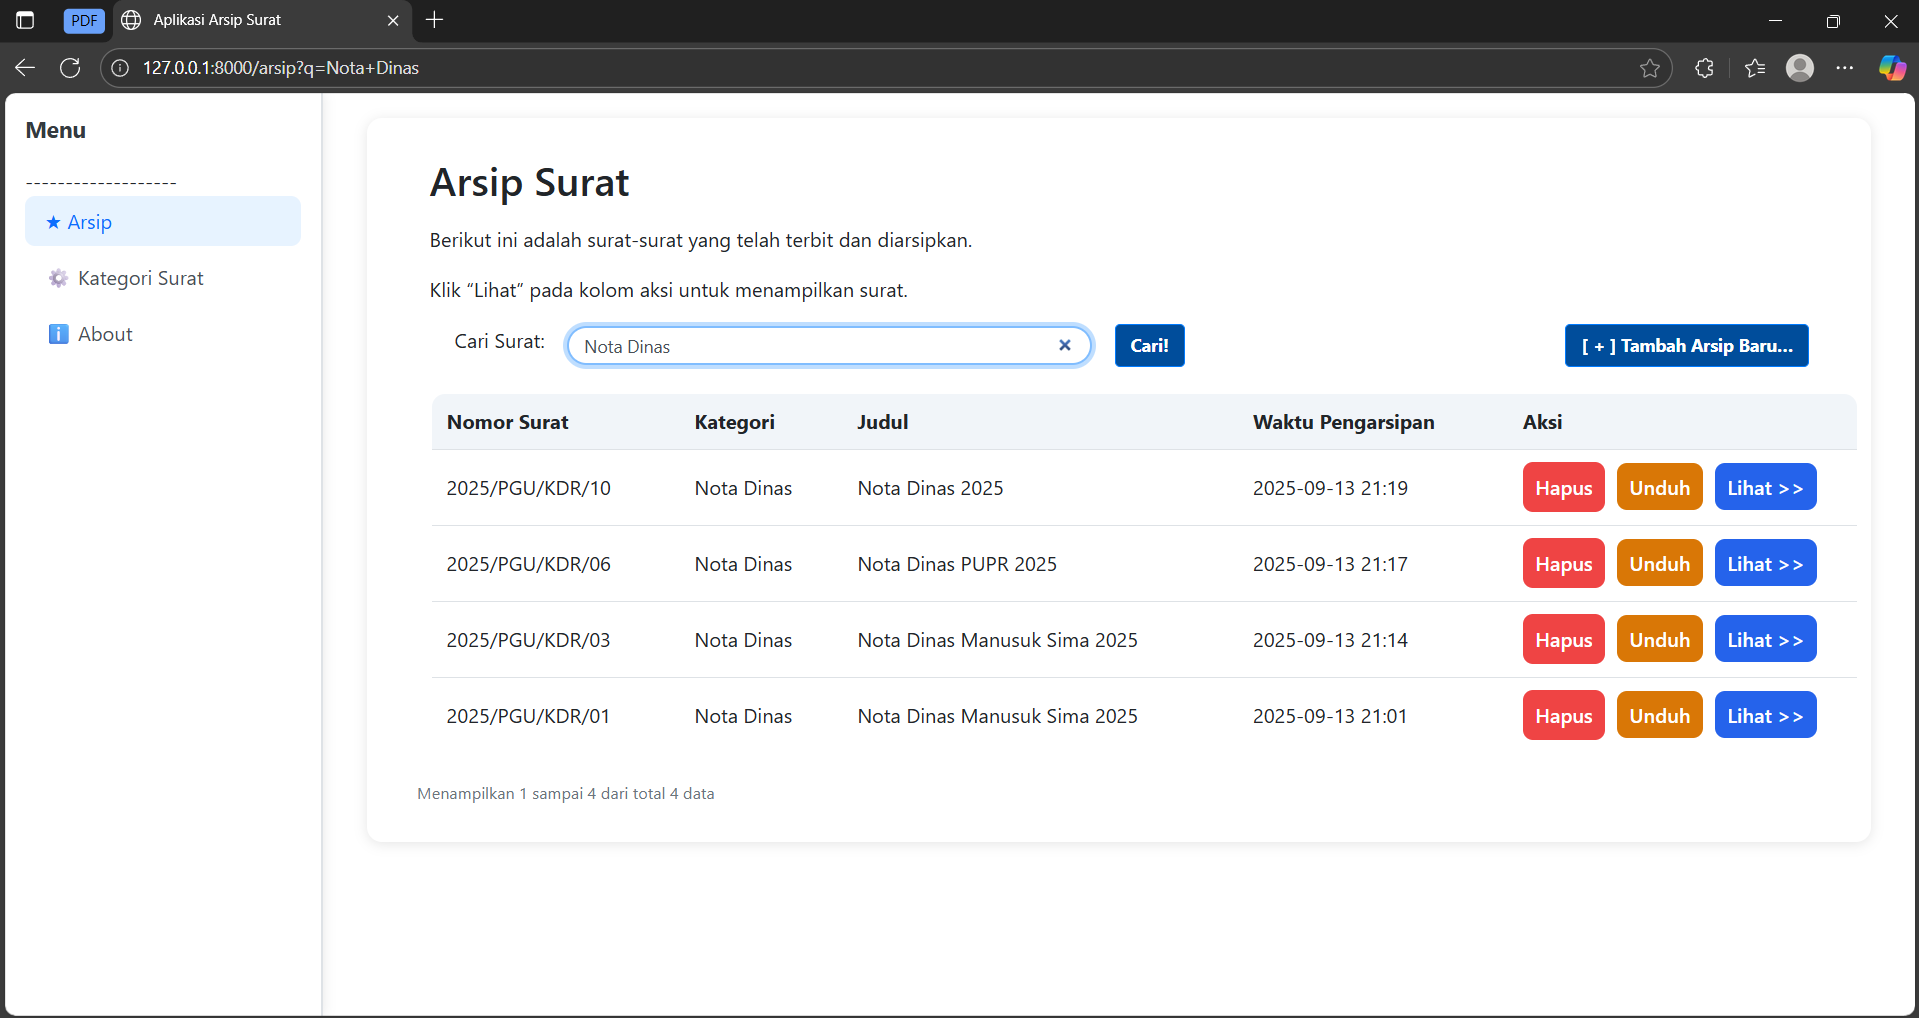 PDF
Aplikasi Arsip Surat
127.0.0.1:8000/arsip?q=Nota+Dinas
Menu
-------------------
★ Arsip
Kategori Surat
About
Arsip Surat
Berikut ini adalah surat-surat yang telah terbit dan diarsipkan.
Klik “Lihat” pada kolom aksi untuk menampilkan surat.
Cari Surat: Nota Dinas Cari! [ + ] Tambah Arsip Baru...
Nomor Surat Kategori Judul Waktu Pengarsipan Aksi
2025/PGU/KDR/10 Nota Dinas Nota Dinas 2025 2025-09-13 21:19 Hapus Unduh Lihat >>
2025/PGU/KDR/06 Nota Dinas Nota Dinas PUPR 2025 2025-09-13 21:17 Hapus Unduh Lihat >>
2025/PGU/KDR/03 Nota Dinas Nota Dinas Manusuk Sima 2025 2025-09-13 21:14 Hapus Unduh Lihat >>
2025/PGU/KDR/01 Nota Dinas Nota Dinas Manusuk Sima 2025 2025-09-13 21:01 Hapus Unduh Lihat >>
Menampilkan 1 sampai 4 dari total 4 data